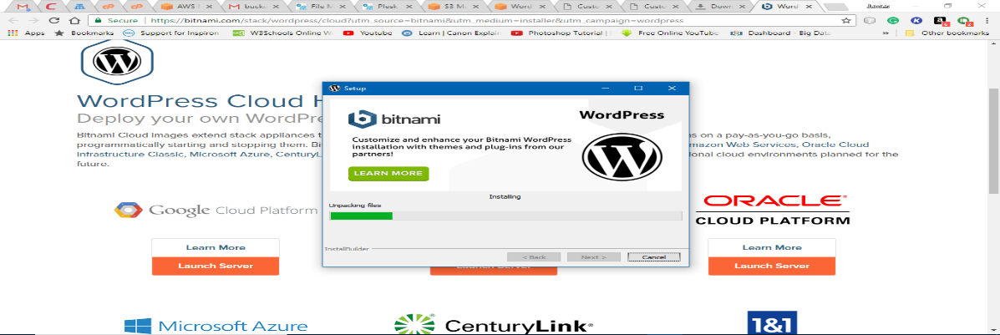 AWS
bucke
File M
Plesk
S3 Ma
Word
Custo
Custo
Down
Word
Secure
https://bitnami.com/stack/wordpress/cloud?utm_source=bitnami&utm_medium=installer&utm_campaign=wordpress
Apps
Bookmarks
Support for Inspiron
W3Schools Online W
Youtube
Learn | Canon Explain
Photoshop Tutorial |
Free Online YouTube
Dashboard - Big Data
»
Other bookmarks
WordPress Cloud H
Deploy your own WordPre
Bitnami Cloud Images extend stack appliances t
s on a pay-as-you-go basis,
programmatically starting and stopping them. Bi
mazon Web Services, Oracle Cloud
Infrastructure Classic, Microsoft Azure, CenturyL
ional cloud environments planned for the
future.
Setup
bitnami
WordPress
Customize and enhance your Bitnami WordPress
installation with themes and plug-ins from our
partners!
LEARN MORE
Installing
Unpacking files
InstallBuilder
< Back
Next >
Cancel
Google Cloud Platform
ORACLE®
CLOUD PLATFORM
Learn More
Launch Server
Launch Server
Learn More
Launch Server
Microsoft Azure
CenturyLink®
1&1